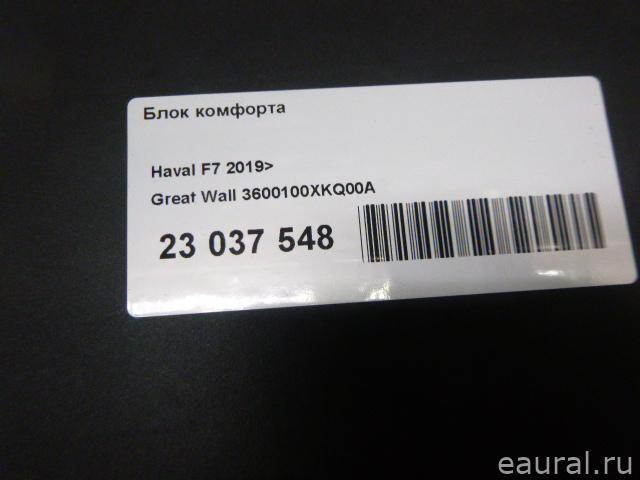 Блок комфорта
Haval F7 2019>
Great Wall 3600100XKQ00A
23 037 548
eaural.ru